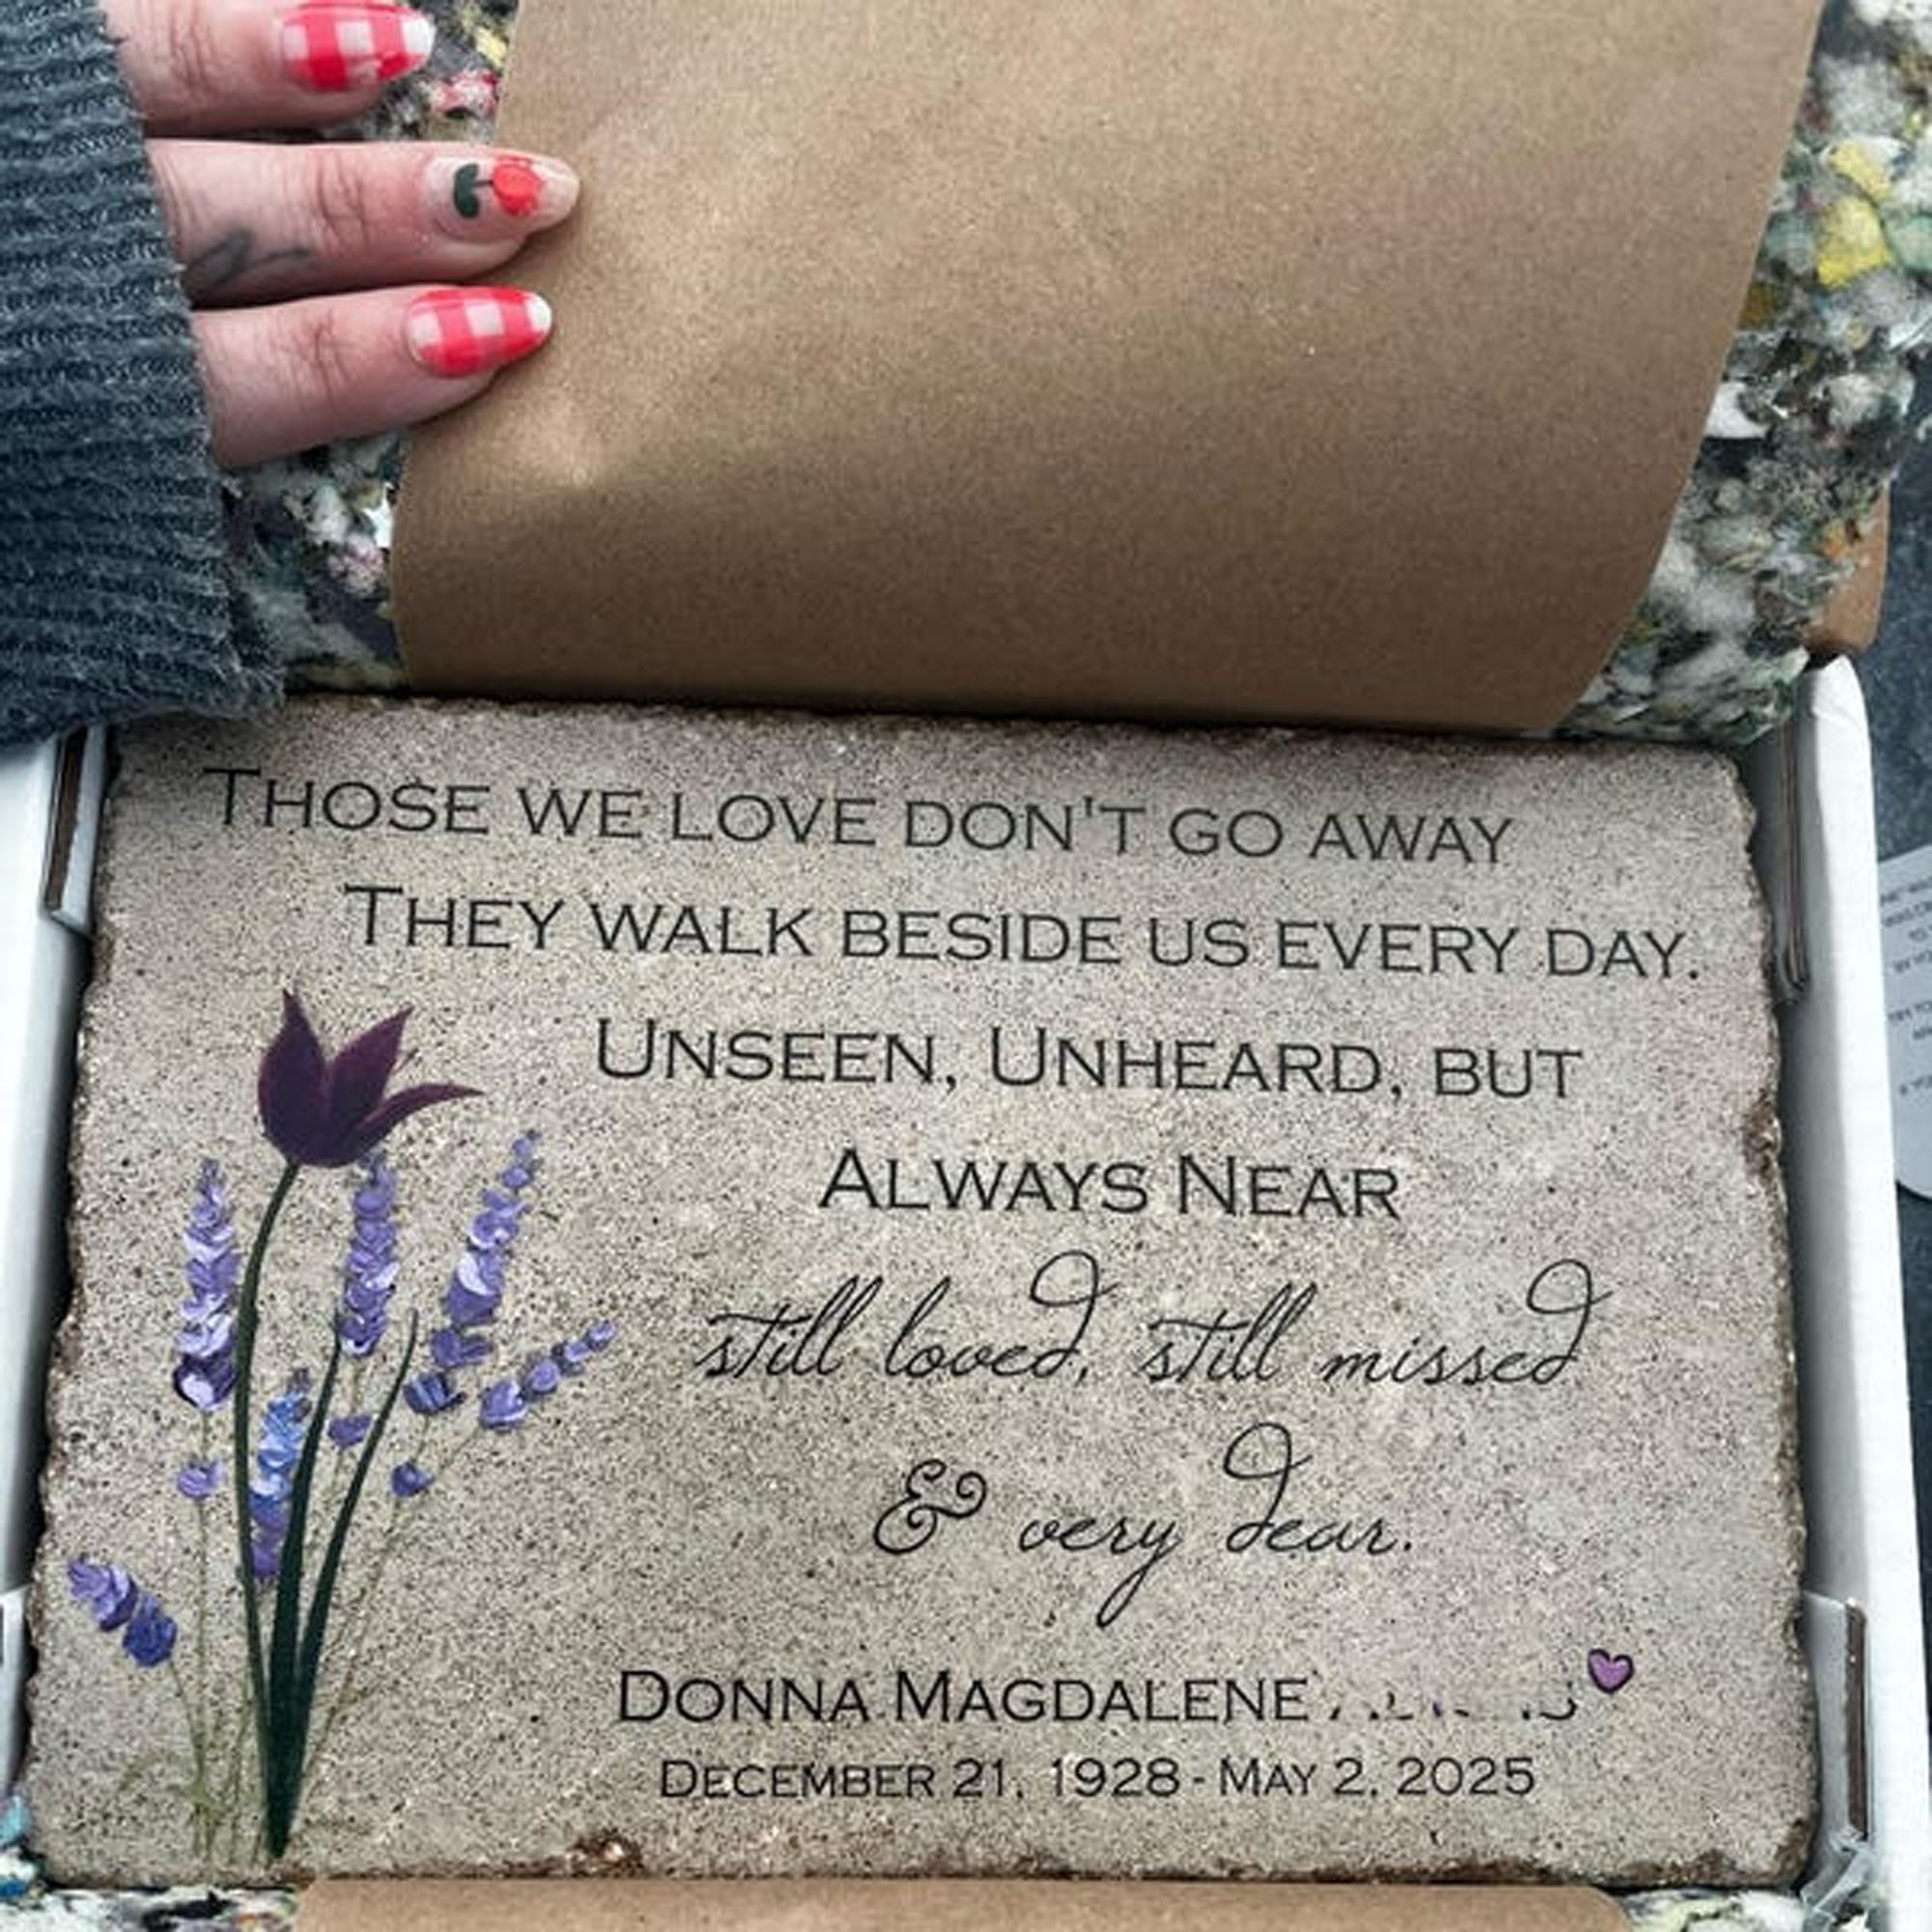 THOSE WE LOVE DON'T GO AWAY
THEY WALK BESIDE US EVERY DAY.
UNSEEN, UNHEARD, BUT
ALWAYS NEAR
still loved, still missed
& very dear.
DONNA MAGDALENE
DECEMBER 21, 1928 - MAY 2, 2025